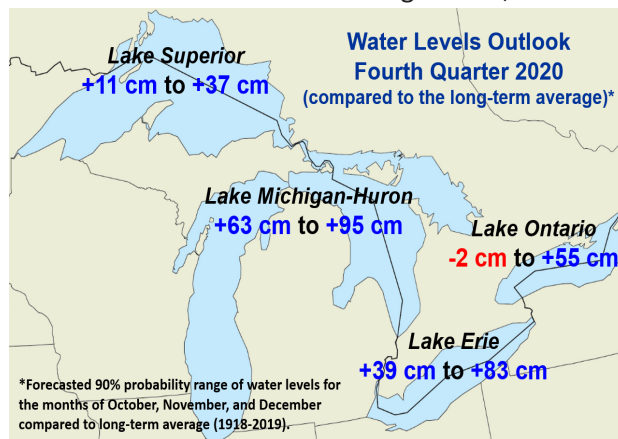 Water Levels Outlook
Fourth Quarter 2020
(compared to the long-term average)*
Lake Superior
+11 cm to +37 cm
Lake Michigan-Huron
+63 cm to +95 cm
Lake Ontario
-2 cm to +55 cm
Lake Erie
+39 cm to +83 cm
*Forecasted 90% probability range of water levels for
the months of October, November, and December
compared to long-term average (1918-2019).